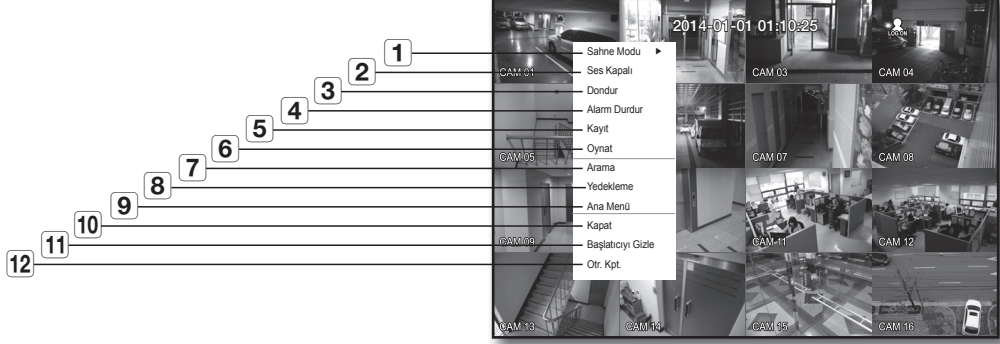 2014-01-01 01:10:25
LOG ON
1 Sahne Modu ▶
2 Ses Kapalı
3 Dondur
4 Alarm Durdur
5 Kayıt
6 Oynat
7 Arama
8 Yedekleme
9 Ana Menü
10 Kapat
11 Başlatıcıyı Gizle
12 Otr. Kpt.
CAM 01
CAM 03
CAM 04
CAM 05
CAM 07
CAM 08
CAM 09
CAM 11
CAM 12
CAM 13
CAM 14
CAM 15
CAM 16